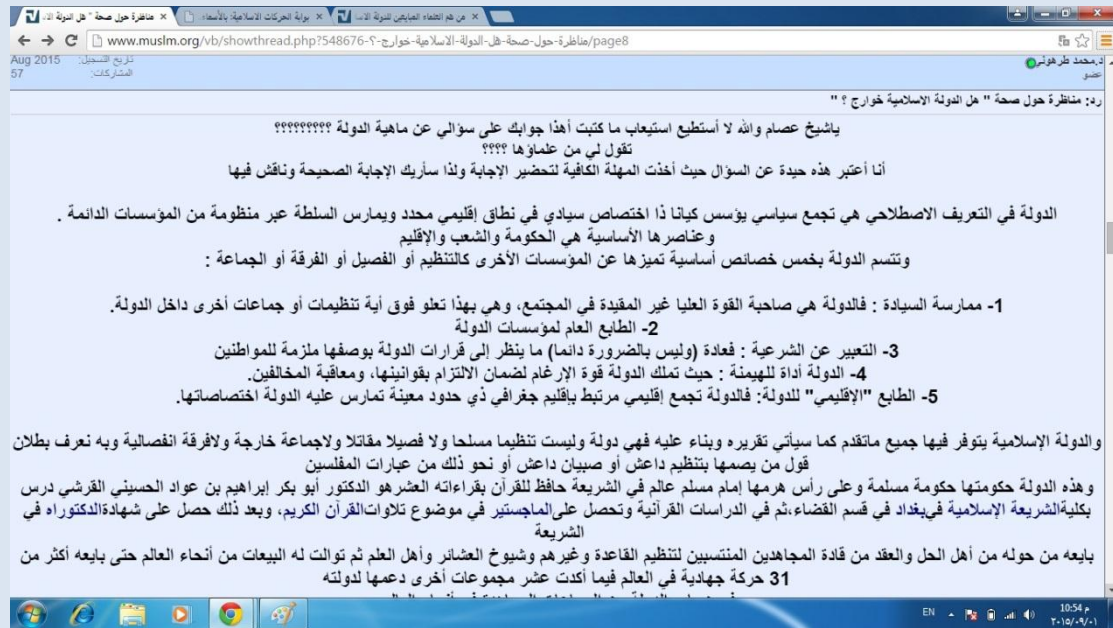 من هم العلماء المبايعين للدولة الاسا
بوابة الحركات الاسلامية: بالأسماء
مناظرة حول صحة " هل الدولة الا
www.muslm.org/vb/showthread.php?548676-مناظرة-حول-صحة-هل-الدولة-الاسلامية-خوارج-؟/page8
د.محمد طرهوني
عضو
تاريخ التسجيل: Aug 2015
المشاركات: 57
رد: مناظرة حول صحة " هل الدولة الاسلامية خوارج ؟ "
ياشيخ عصام والله لا أستطيع استيعاب ما كتبت أهذا جوابك على سؤالي عن ماهية الدولة ؟؟؟؟؟؟؟؟؟
تقول لي من علماؤها ؟؟؟؟
أنا أعتبر هذه حيدة عن السؤال حيث أخذت المهلة الكافية لتحضير الإجابة ولذا سأريك الإجابة الصحيحة وناقش فيها
الدولة في التعريف الاصطلاحي هي تجمع سياسي يؤسس كيانا ذا اختصاص سيادي في نطاق إقليمي محدد ويمارس السلطة عبر منظومة من المؤسسات الدائمة .
وعناصرها الأساسية هي الحكومة والشعب والإقليم
وتتسم الدولة بخمس خصائص أساسية تميزها عن المؤسسات الأخرى كالتنظيم أو الفصيل أو الفرقة أو الجماعة :
1- ممارسة السيادة : فالدولة هي صاحبة القوة العليا غير المقيدة في المجتمع، وهي بهذا تعلو فوق أية تنظيمات أو جماعات أخرى داخل الدولة.
2- الطابع العام لمؤسسات الدولة
3- التعبير عن الشرعية : فعادة (وليس بالضرورة دائما) ما ينظر إلى قرارات الدولة بوصفها ملزمة للمواطنين
4- الدولة أداة للهيمنة : حيث تملك الدولة قوة الإرغام لضمان الالتزام بقوانينها، ومعاقبة المخالفين.
5- الطابع "الإقليمي" للدولة: فالدولة تجمع إقليمي مرتبط بإقليم جغرافي ذي حدود معينة تمارس عليه الدولة اختصاصاتها.
والدولة الإسلامية يتوفر فيها جميع ماتقدم كما سيأتي تقريره وبناء عليه فهي دولة وليست تنظيما مسلحا ولا فصيلا مقاتلا ولاجماعة خارجة ولافرقة انفصالية وبه نعرف بطلان
قول من يصمها بتنظيم داعش أو صبيان داعش أو نحو ذلك من عبارات المفلسين
وهذه الدولة حكومتها حكومة مسلمة وعلى رأس هرمها إمام مسلم عالم في الشريعة حافظ للقرآن بقراءاته العشرهو الدكتور أبو بكر إبراهيم بن عواد الحسيني القرشي درس
بكليةالشريعة الإسلامية فيبغداد في قسم القضاء،ثم في الدراسات القرآنية وتحصل علىالماجستير في موضوع تلاواتالقرآن الكريم، وبعد ذلك حصل على شهادةالدكتوراه في
الشريعة
بايعه من حوله من أهل الحل والعقد من قادة المجاهدين المنتسبين لتنظيم القاعدة وغيرهم وشيوخ العشائر وأهل العلم ثم توالت له البيعات من أنحاء العالم حتى بايعه أكثر من
31 حركة جهادية في العالم فيما أكدت عشر مجموعات أخرى دعمها لدولته
EN
10:54 م
٢٠١٥/٠٩/٠١